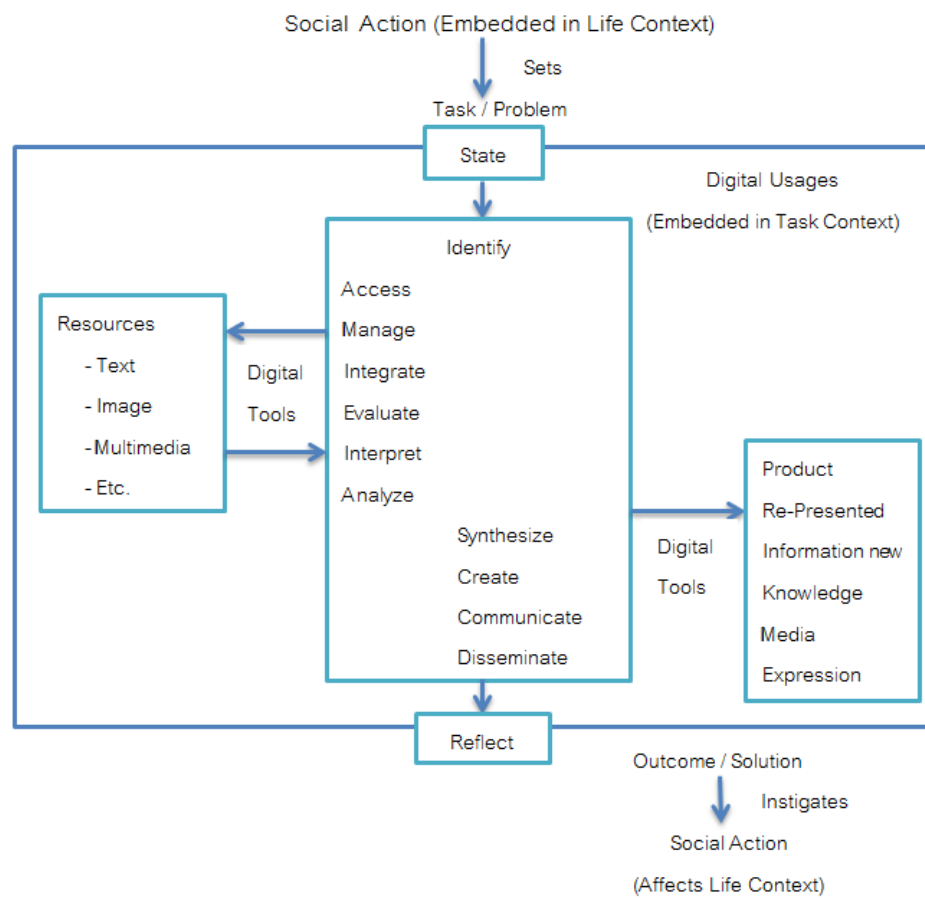 Social Action (Embedded in Life Context)
Sets
Task / Problem
State
Digital Usages
(Embedded in Task Context)
Identify
Access
Manage
Integrate
Evaluate
Interpret
Analyze
Synthesize
Create
Communicate
Disseminate
Resources
- Text
- Image
-Multimedia
- Etc.
Digital
Tools
Digital
Tools
Product
Re-Presented
Information new
Knowledge
Media
Expression
Reflect
Outcome / Solution
Instigates
Social Action
(Affects Life Context)